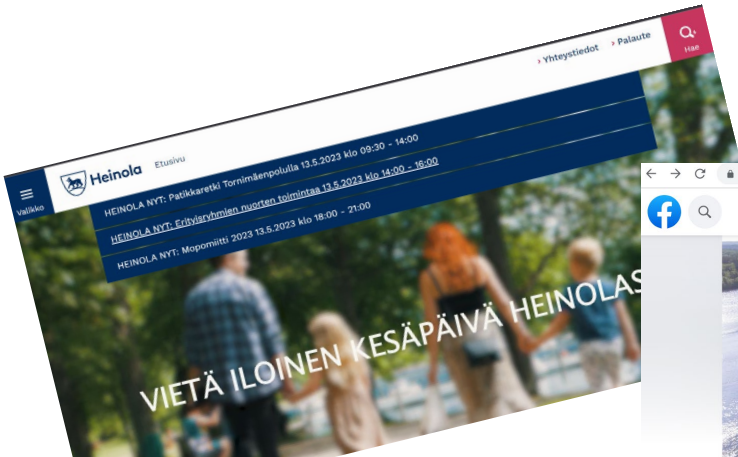 Yhteystiedot
Palaute
Hae
Valikko
Heinola
Etusivu
HEINOLA NYT: Patikkaretki Tornimäenpolulla 13.5.2023 klo 09:30 - 14:00
HEINOLA NYT: Erityisryhmien nuorten toimintaa 13.5.2023 klo 14:00 - 16:00
HEINOLA NYT: Mopomiitti 2023 13.5.2023 klo 18:00 - 21:00
VIETÄ ILOINEN KESÄPÄIVÄ HEINOLAS